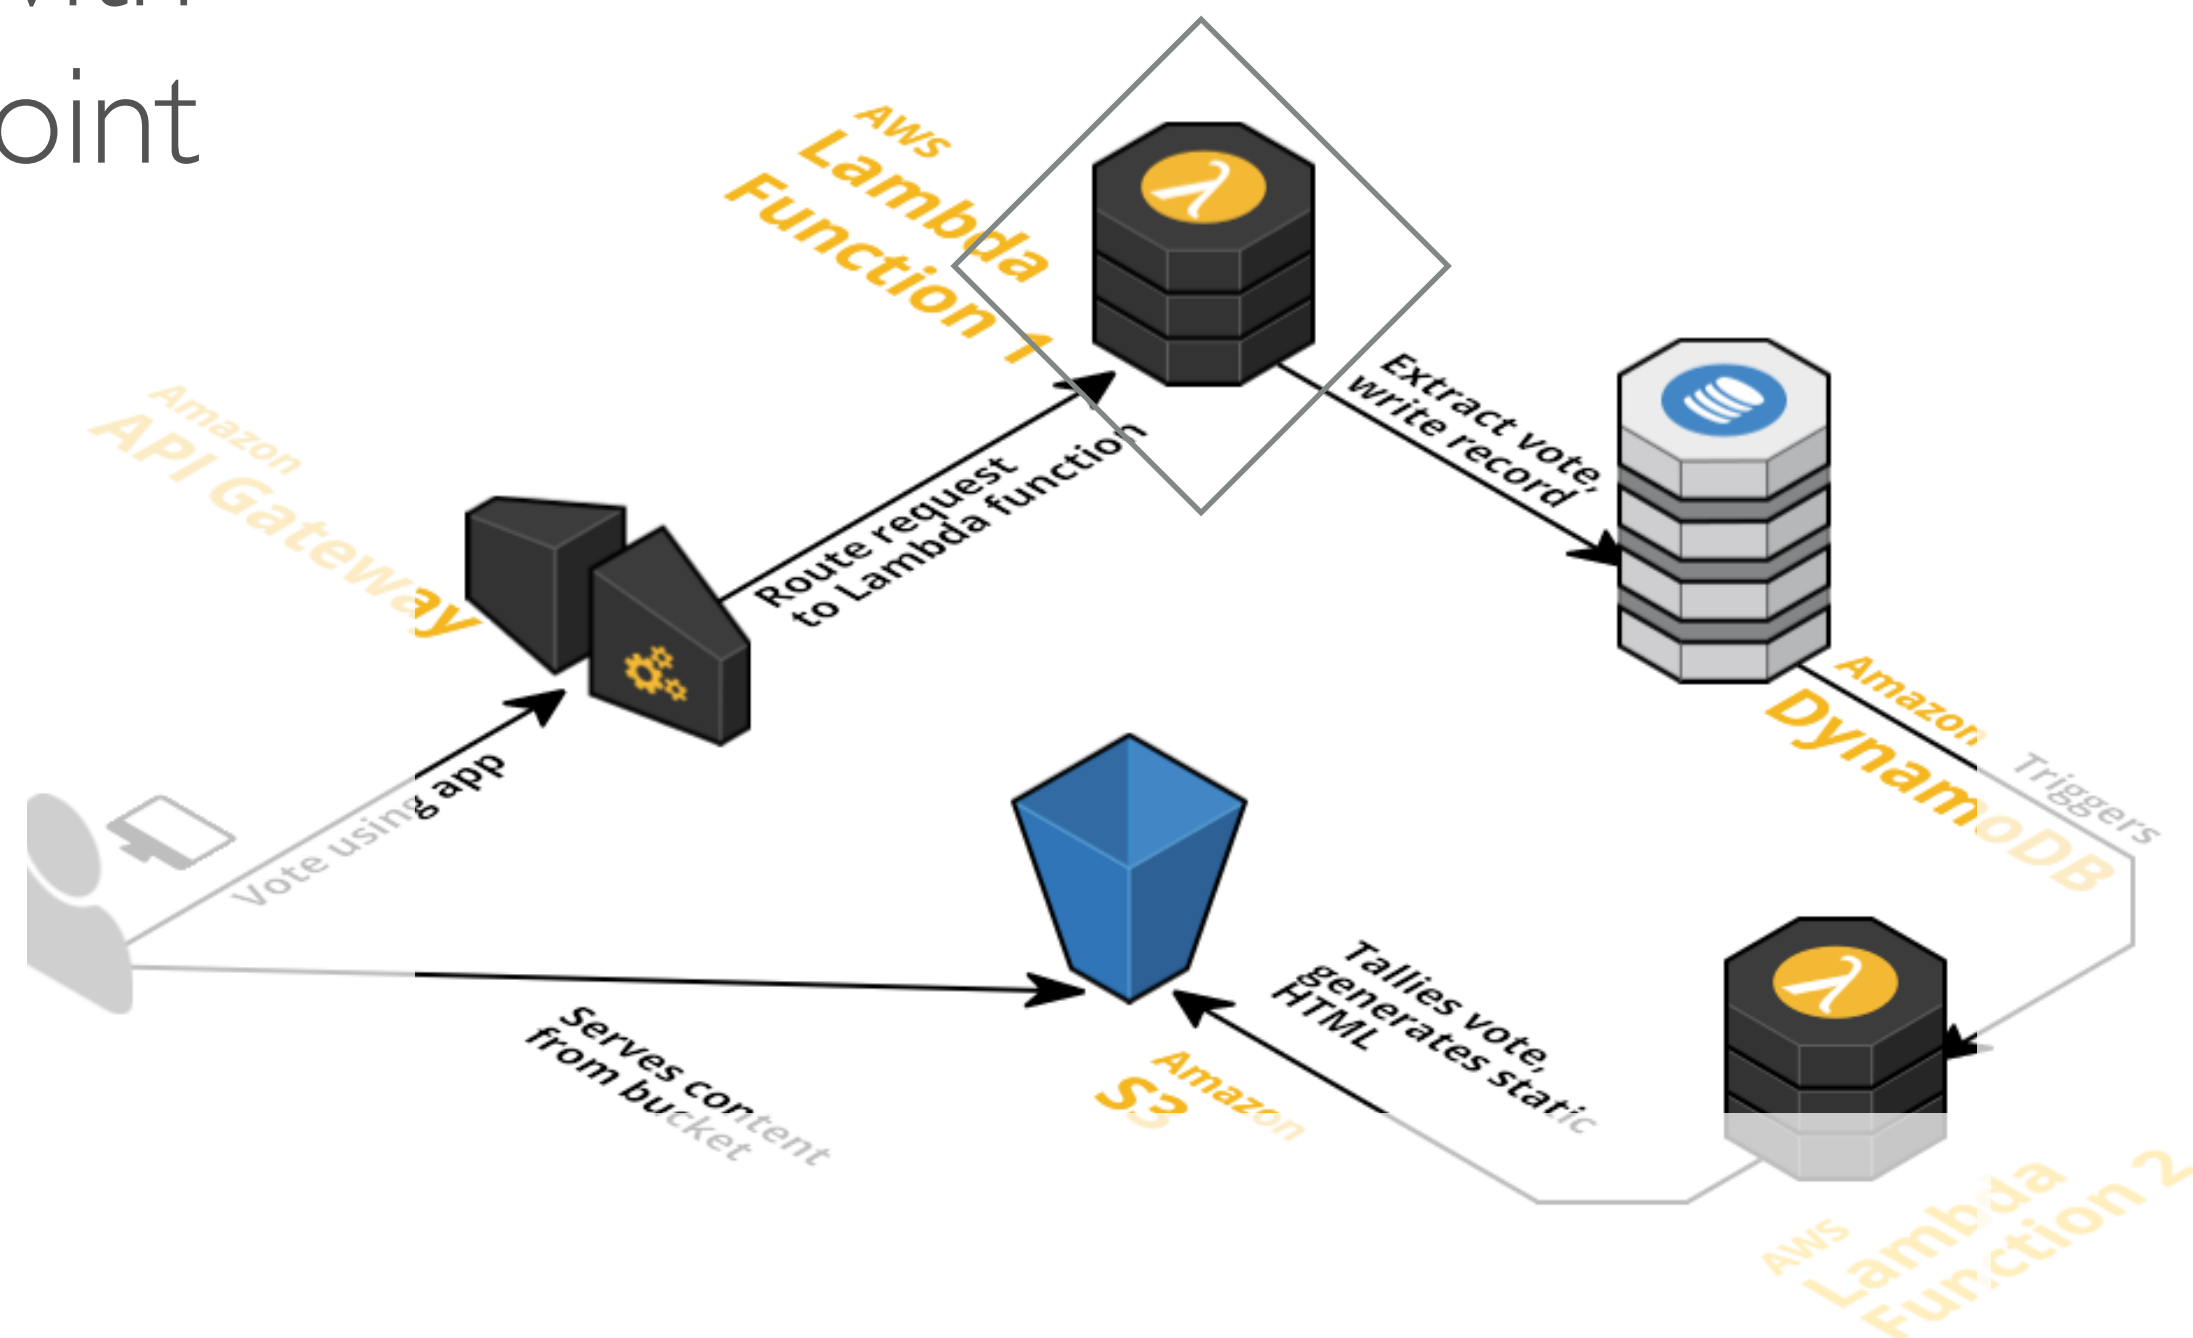 oint
AWS
Lambda
Function 1
Amazon
API Gateway
Route request
to Lambda function
Extract vote,
write record
Amazon
DynamoDB
Triggers
Vote using app
Serves content
from bucket
Amazon
S3
Tallies vote,
generates static
HTML
AWS
Lambda
Function 2